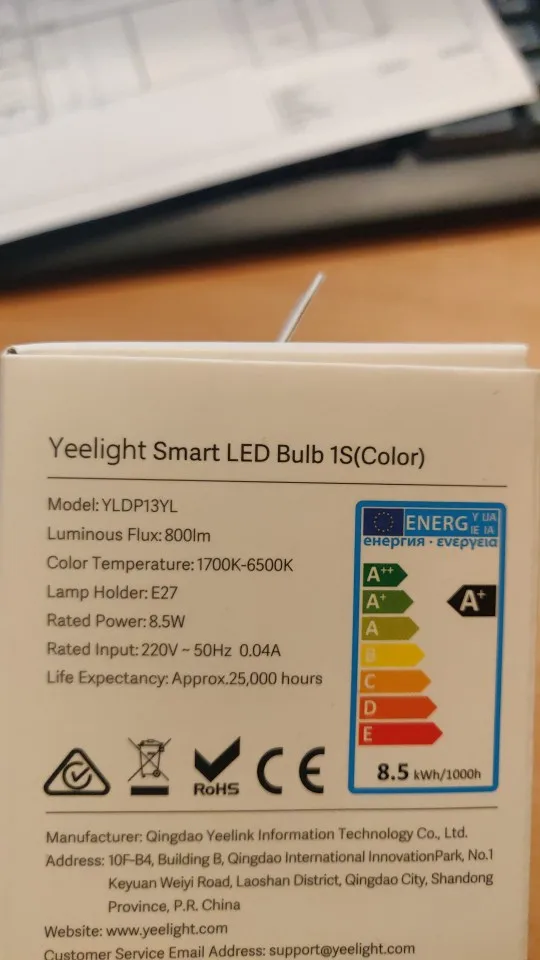 Yeelight Smart LED Bulb 1S(Color)
Model: YLDP13YL
Luminous Flux: 800lm
Color Temperature: 1700K-6500K
Lamp Holder: E27
Rated Power: 8.5W
Rated Input: 220V ~ 50Hz 0.04A
Life Expectancy: Approx.25,000 hours
RoHS
CE
ENERG Y IJA
IE IA
енергия · ενεργεια
A++
A+
A+
A
B
C
D
E
8.5 kWh/1000h
Manufacturer: Qingdao Yeelink Information Technology Co., Ltd.
Address: 10F-B4, Building B, Qingdao International InnovationPark, No.1
Keyuan Weiyi Road, Laoshan District, Qingdao City, Shandong
Province, P.R. China
Website: www.yeelight.com
Customer Service Email Address: support@yeelight.com